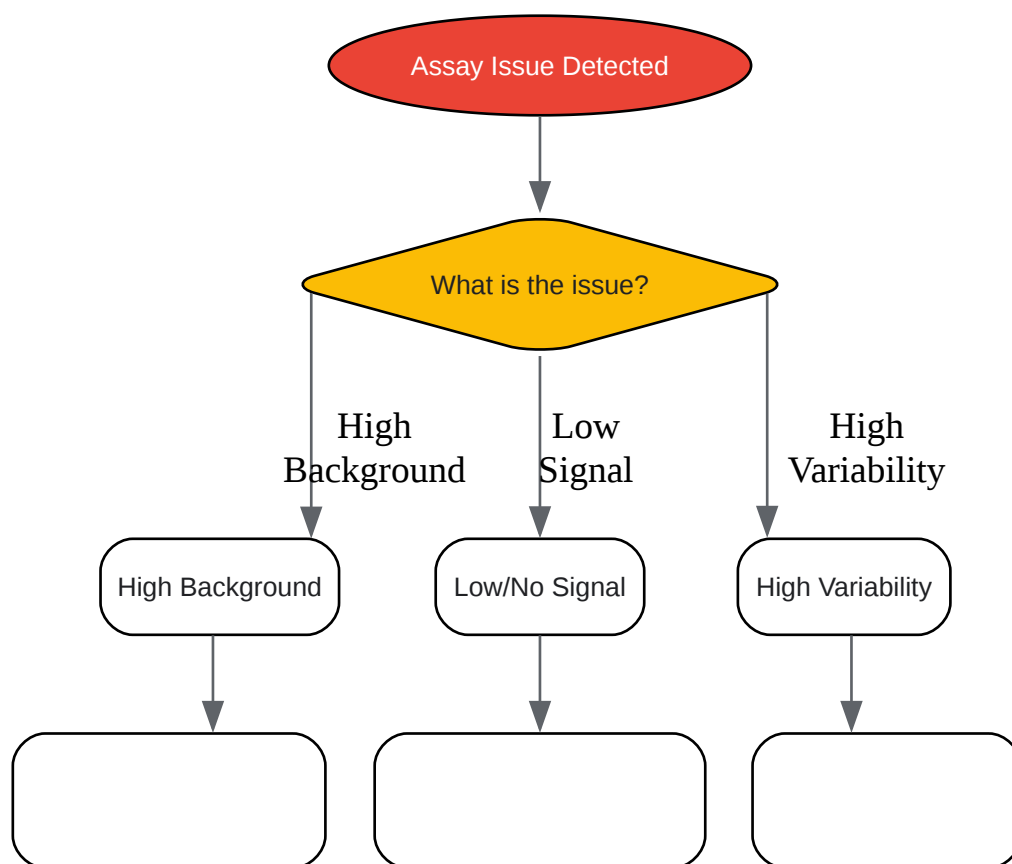 Assay Issue Detected
What is the issue?
High
Background
Low
Signal
High
Variability
High Background
Low/No Signal
High Variability